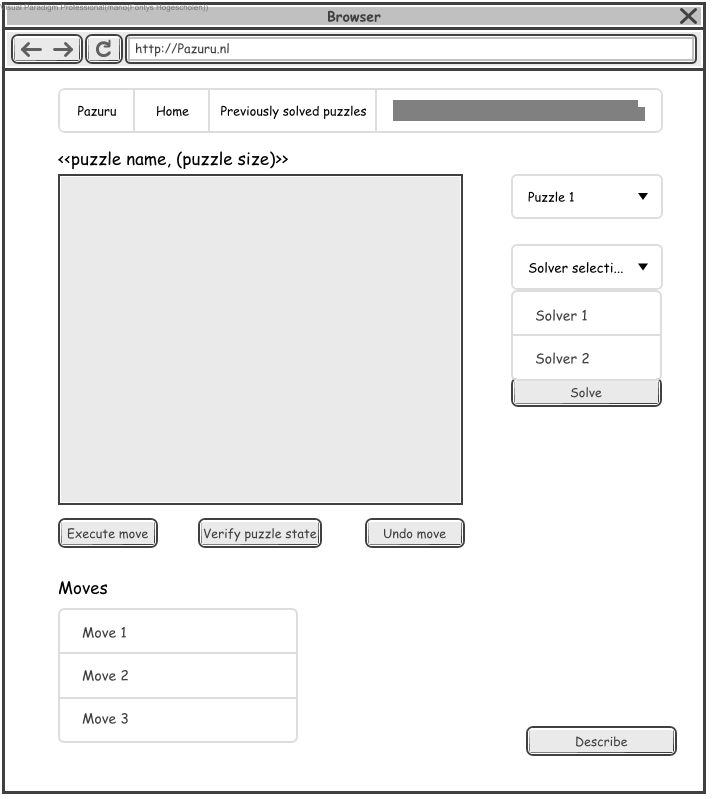 Visual Paradigm Professional(mano(Fontys Hogescholen))
Browser
http://Pazuru.nl
Pazuru
Home
Previously solved puzzles
<<puzzle name, (puzzle size)>>
Puzzle 1
Solver selecti...
Solver 1
Solver 2
Solve
Execute move
Verify puzzle state
Undo move
Moves
Move 1
Move 2
Move 3
Describe